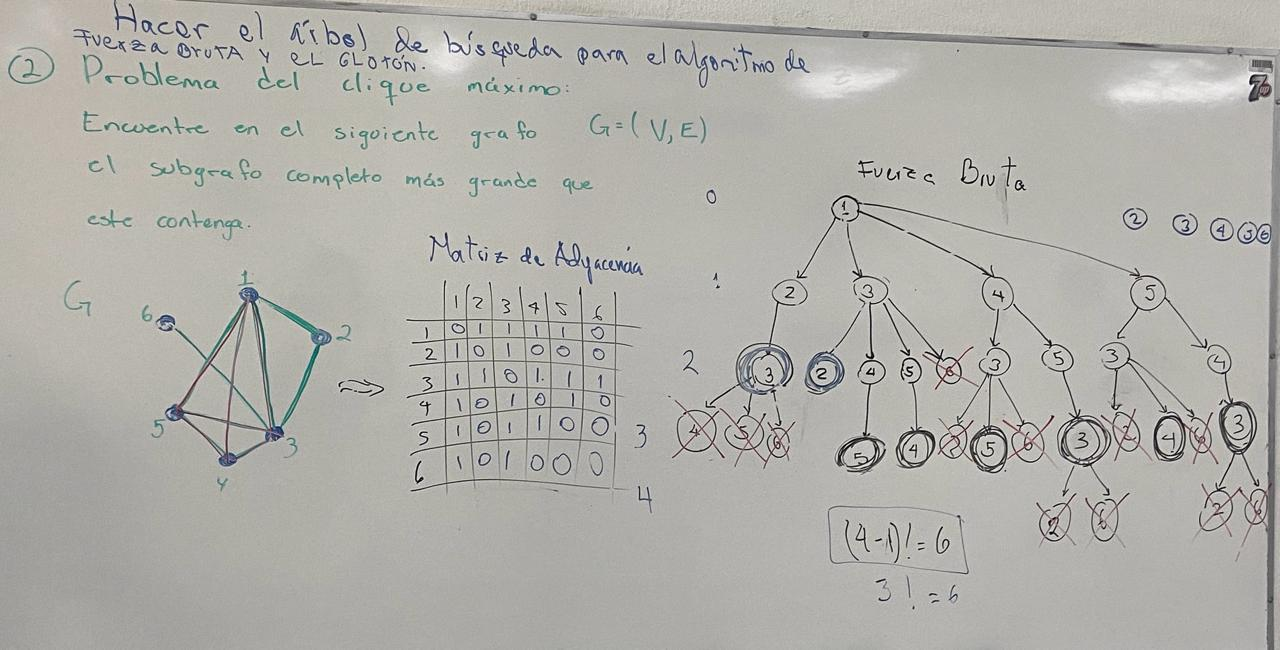 Hacer el árbol de búsqueda para el algoritmo de
FUERZA BRUTA Y EL GLOTÓN.
② Problema del clique máximo:
Encuentre en el siguiente grafo G=(V,E)
el subgrafo completo más grande que
este contenga.
Matriz de Adyacencia
1 2 3 4 5 6
1 0 1 1 1 1 0
2 1 0 1 0 0 0
3 1 1 0 1 1 1
4 1 0 1 0 1 0
5 1 0 1 1 0 0
6 1 0 1 0 0 0
G
1
6
2
5
3
4
Fuerza Bruta
0
1
② ③ ④ ⑤ ⑥
1
2 3 4 5
2
3 2 4 5 6 3 5 3 4
3
4 5 6 5 4 2 5 6 3 2 4 6 3
4
2 6 2 6
(4-1)! = 6
3! = 6
7up